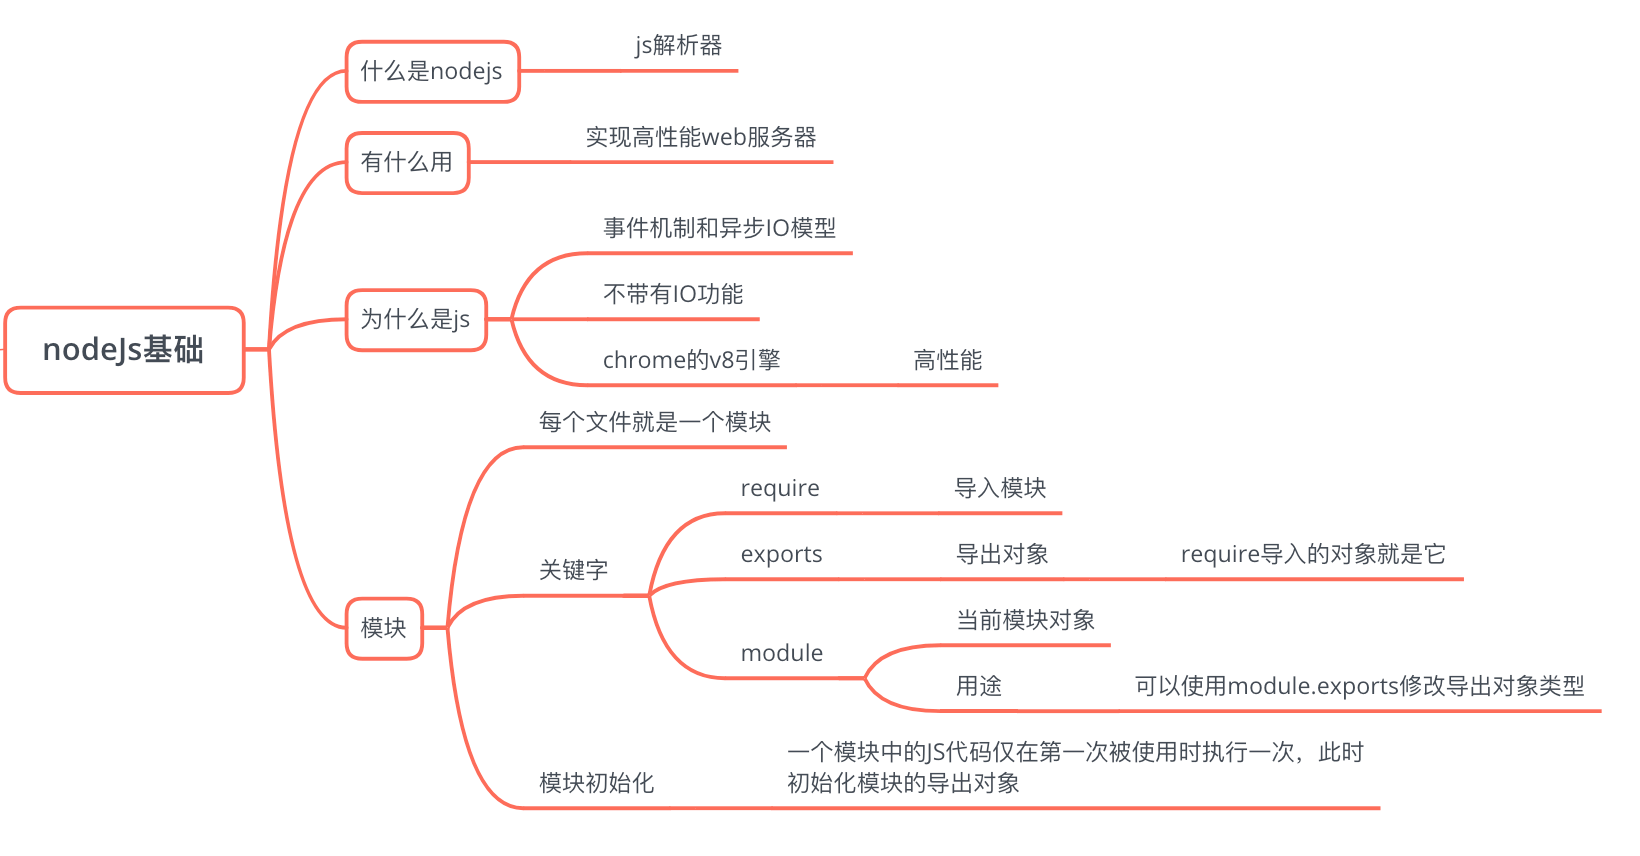 nodeJs基础
什么是nodejs
js解析器
有什么用
实现高性能web服务器
为什么是js
事件机制和异步IO模型
不带有IO功能
chrome的v8引擎
高性能
模块
每个文件就是一个模块
关键字
require
导入模块
exports
导出对象
require导入的对象就是它
module
当前模块对象
用途
可以使用module.exports修改导出对象类型
模块初始化
一个模块中的JS代码仅在第一次被使用时执行一次，此时
初始化模块的导出对象